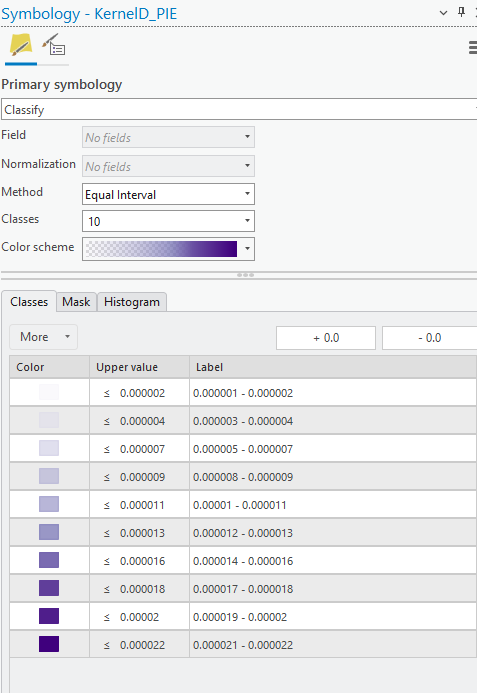 Symbology - KernelD_PIE
Primary symbology
Classify
Field No fields
Normalization No fields
Method Equal Interval
Classes 10
Color scheme
Classes Mask Histogram
More + 0.0 - 0.0
Color Upper value Label
≤ 0.000002 0.000001 - 0.000002
≤ 0.000004 0.000003 - 0.000004
≤ 0.000007 0.000005 - 0.000007
≤ 0.000009 0.000008 - 0.000009
≤ 0.000011 0.00001 - 0.000011
≤ 0.000013 0.000012 - 0.000013
≤ 0.000016 0.000014 - 0.000016
≤ 0.000018 0.000017 - 0.000018
≤ 0.00002 0.000019 - 0.00002
≤ 0.000022 0.000021 - 0.000022